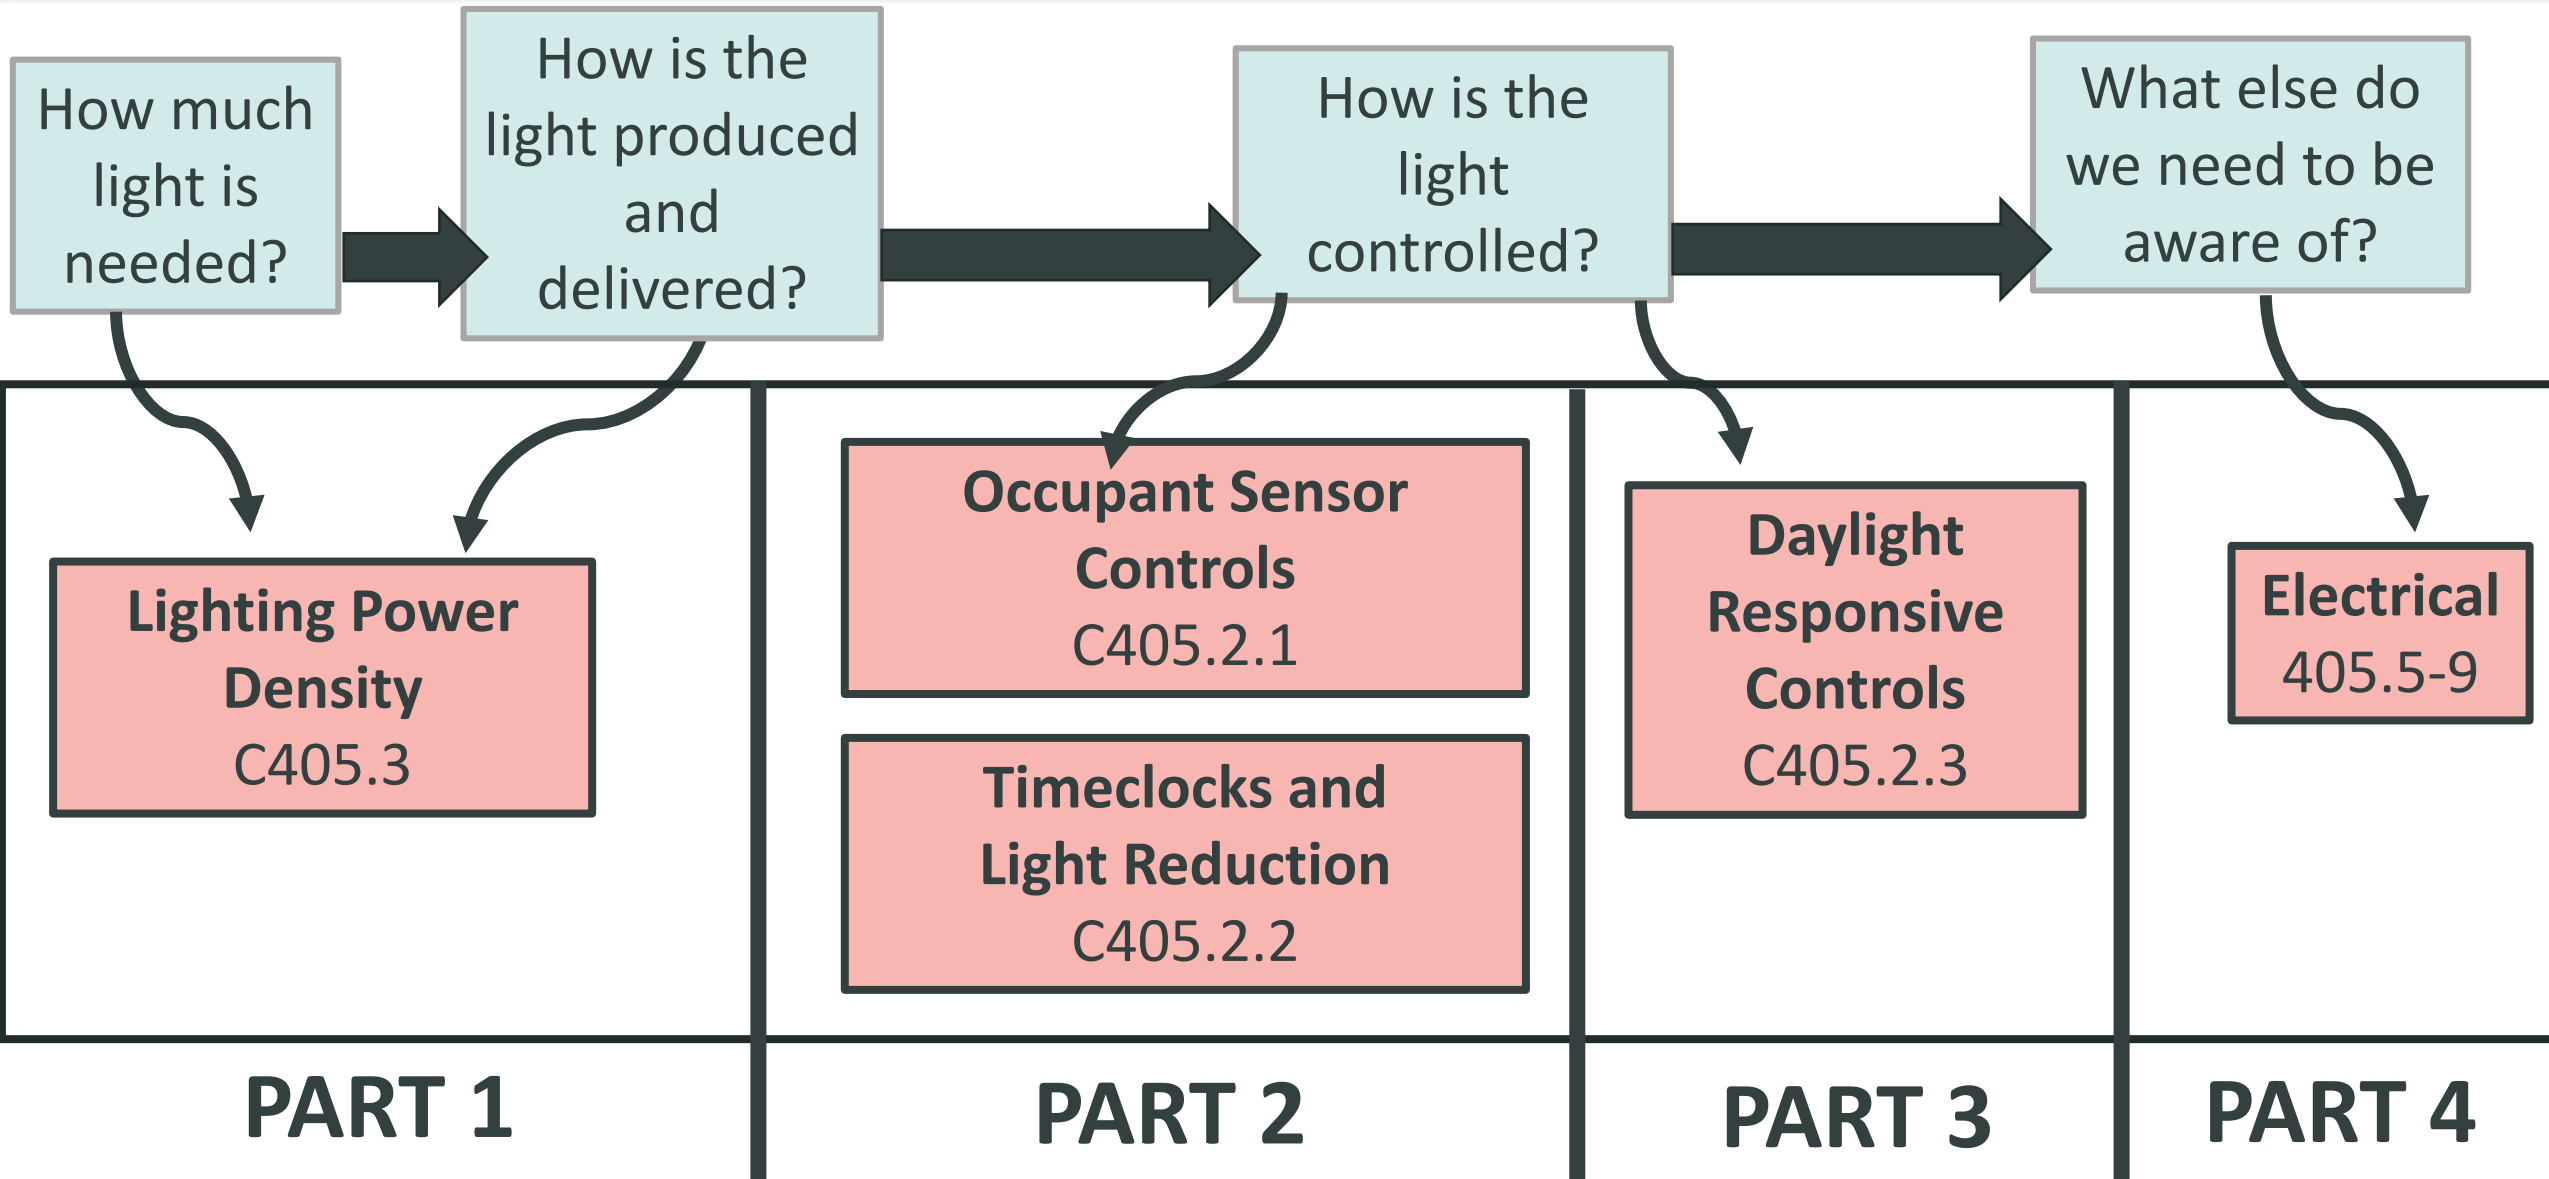 How much
light is
needed?
How is the
light produced
and
delivered?
How is the
light
controlled?
What else do
we need to be
aware of?
Lighting Power
Density
C405.3
Occupant Sensor
Controls
C405.2.1
Timeclocks and
Light Reduction
C405.2.2
Daylight
Responsive
Controls
C405.2.3
Electrical
405.5-9
PART 1
PART 2
PART 3
PART 4